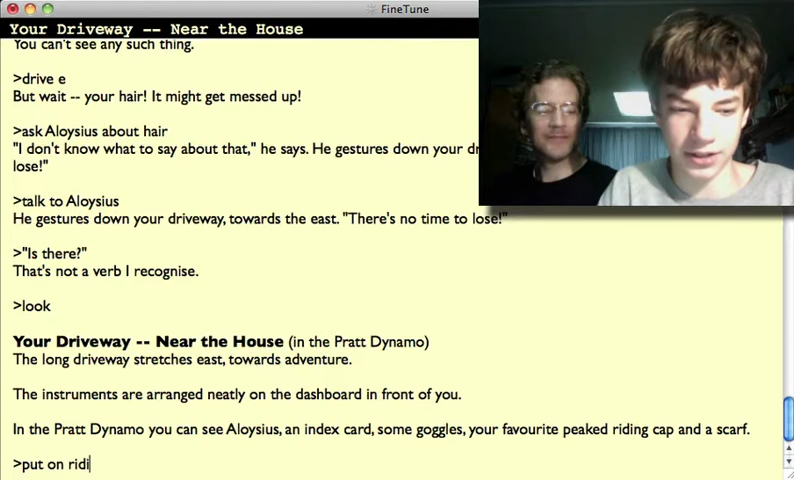 FineTune
Your Driveway -- Near the House
You can't see any such thing.
>drive e
But wait -- your hair! It might get messed up!
>ask Aloysius about hair
"I don't know what to say about that," he says. He gestures down your
lose!"
>talk to Aloysius
He gestures down your driveway, towards the east. "There's no time to lose!"
>"Is there?"
That's not a verb I recognise.
>look
Your Driveway -- Near the House (in the Pratt Dynamo)
The long driveway stretches east, towards adventure.
The instruments are arranged neatly on the dashboard in front of you.
In the Pratt Dynamo you can see Aloysius, an index card, some goggles, your favourite peaked riding cap and a scarf.
>put on ridi